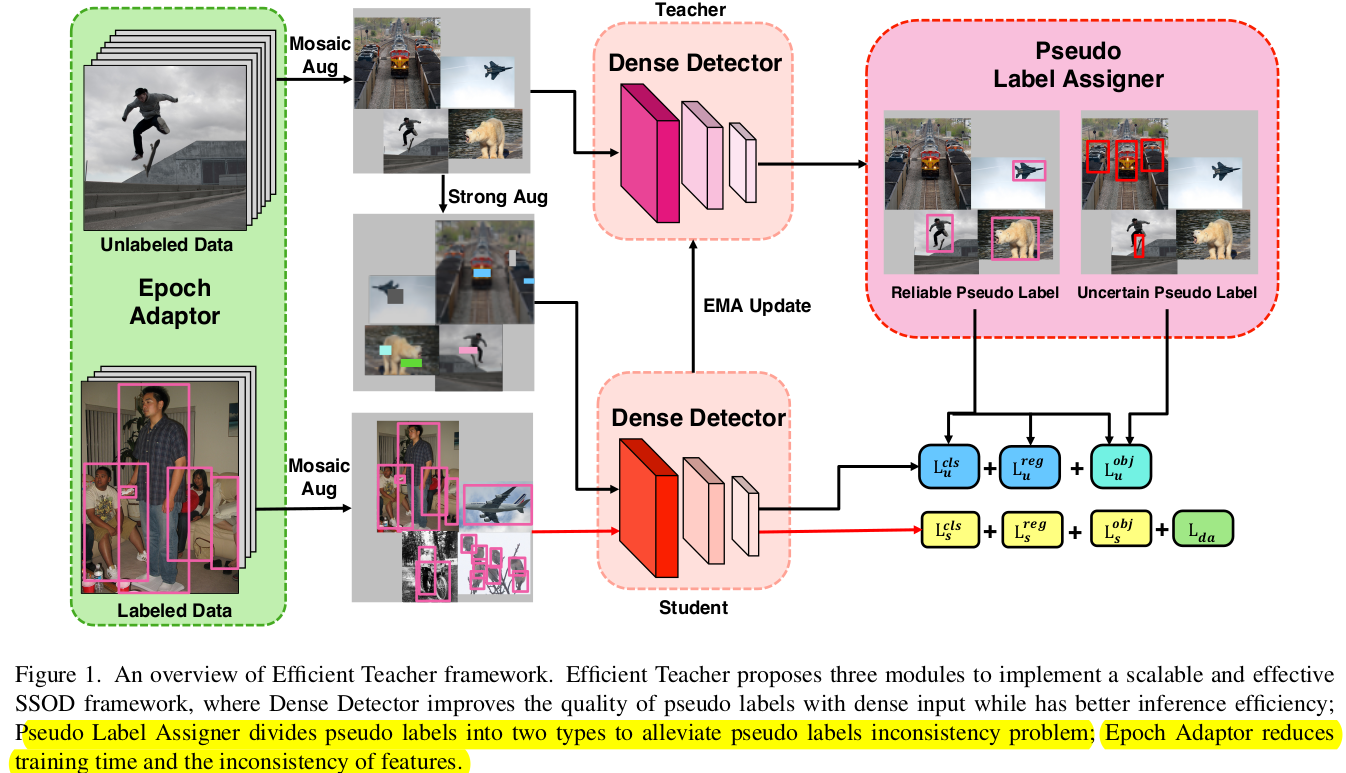 Teacher
Mosaic
Aug
Dense Detector
Pseudo
Label Assigner
Strong Aug
Unlabeled Data
Epoch
Adaptor
EMA Update
Reliable Pseudo Label
Uncertain Pseudo Label
Dense Detector
Mosaic
Aug
L_u^cls + L_u^reg + L_u^obj
L_s^cls + L_s^reg + L_s^obj + L_da
Labeled Data
Student
Figure 1. An overview of Efficient Teacher framework. Efficient Teacher proposes three modules to implement a scalable and effective
SSOD framework, where Dense Detector improves the quality of pseudo labels with dense input while has better inference efficiency;
Pseudo Label Assigner divides pseudo labels into two types to alleviate pseudo labels inconsistency problem; Epoch Adaptor reduces
training time and the inconsistency of features.